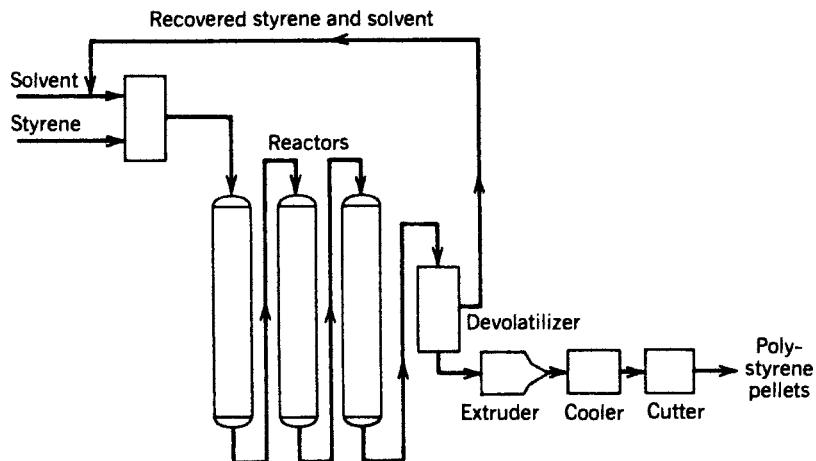 Recovered styrene and solvent
Solvent
Styrene
Reactors
Devolatilizer
Extruder
Cooler
Cutter
Poly-
styrene
pellets